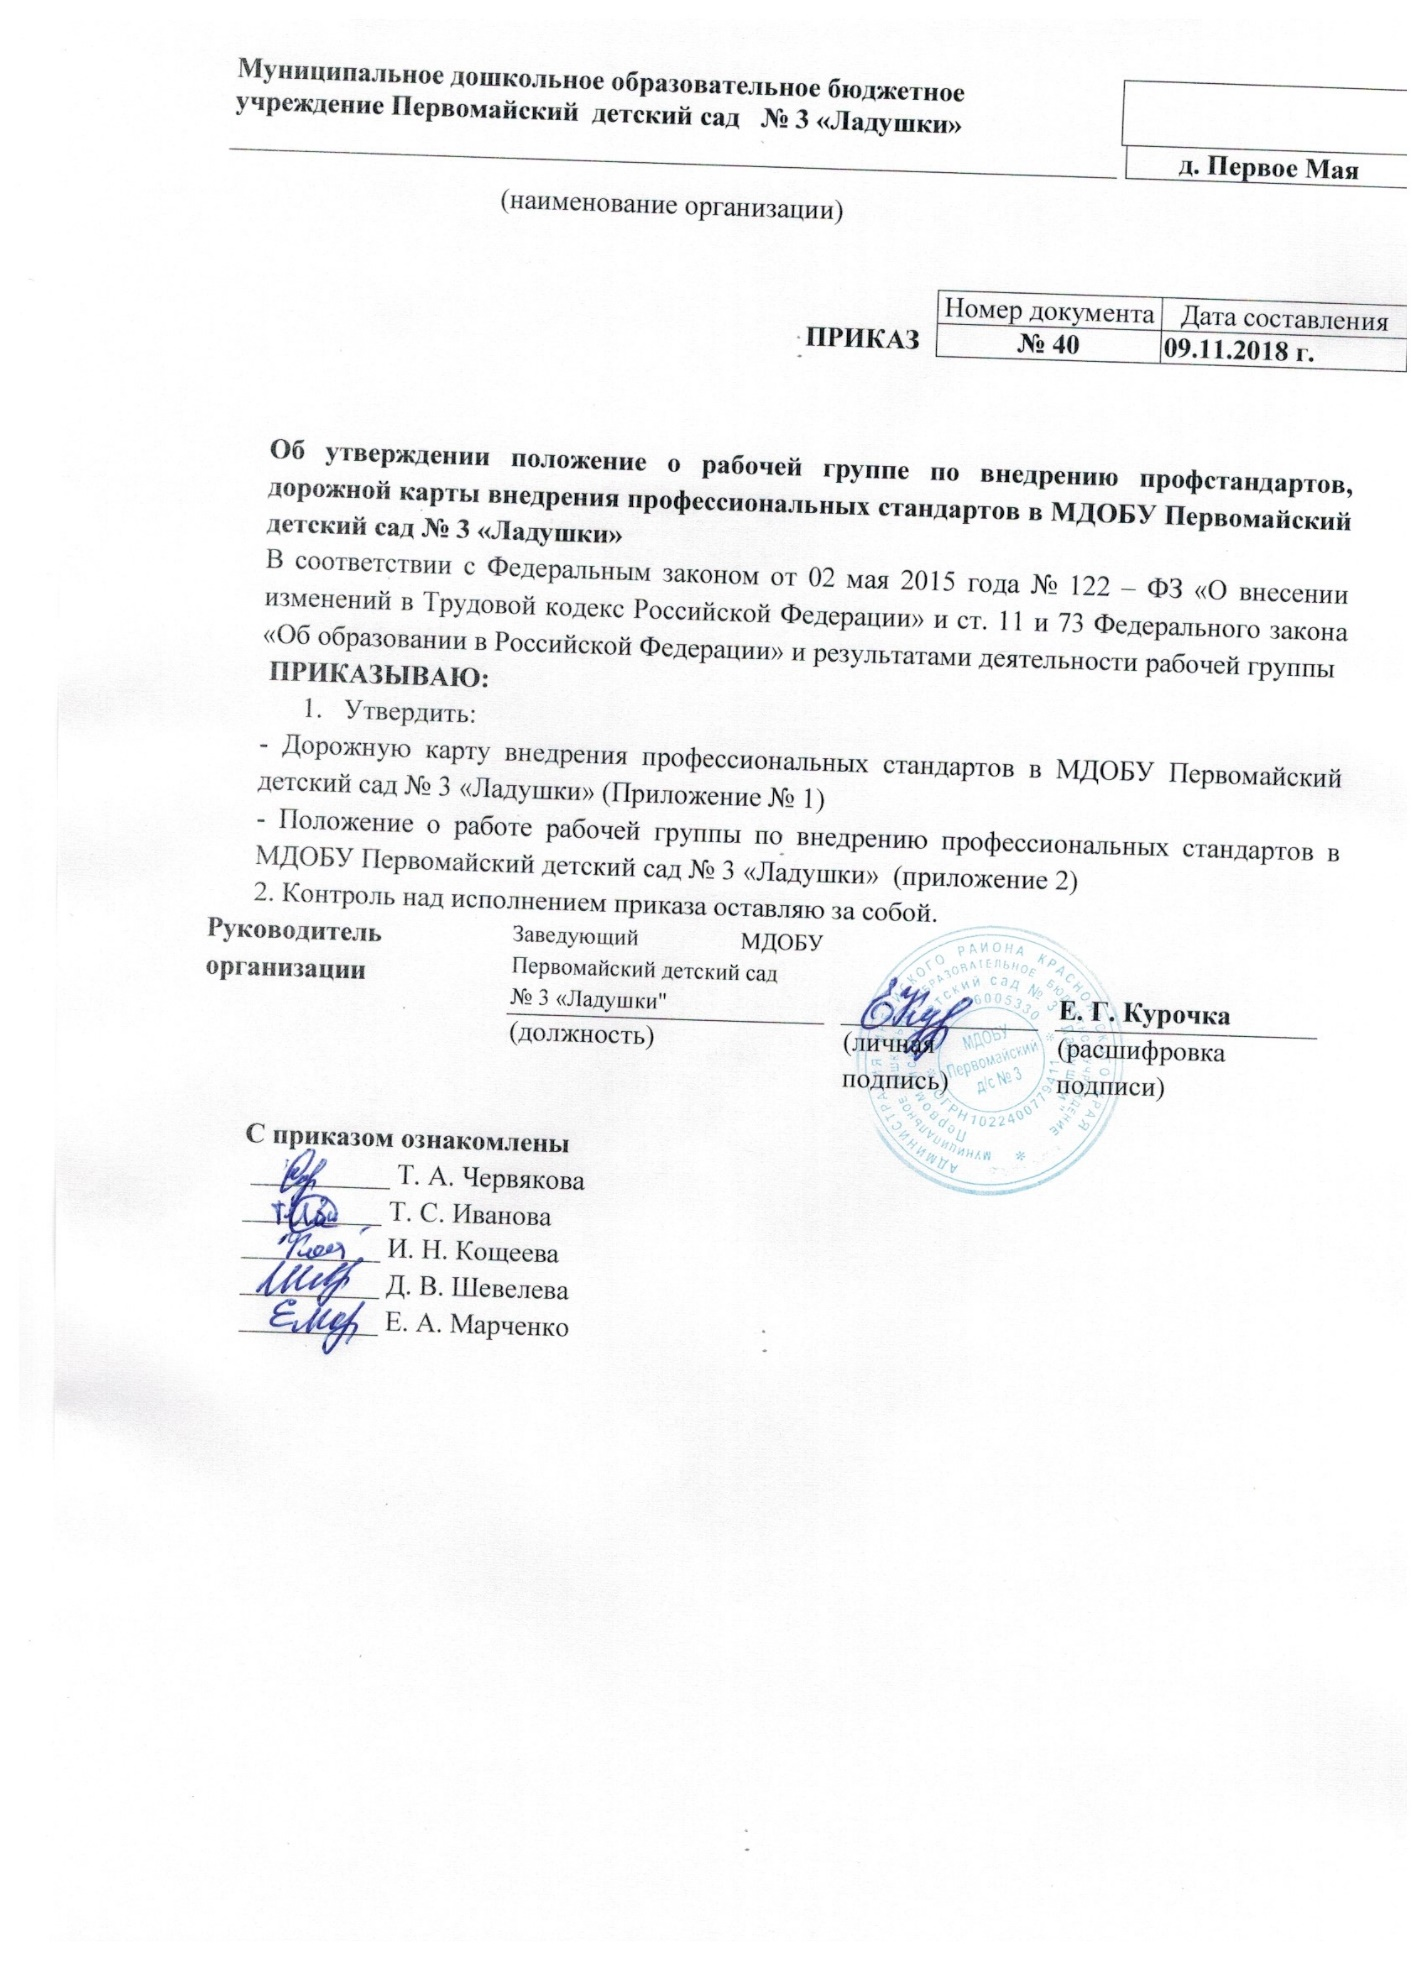 Муниципальное дошкольное образовательное бюджетное
учреждение Первомайский детский сад № 3 «Ладушки»
д. Первое Мая
(наименование организации)
Номер документа Дата составления
ПРИКАЗ № 40 09.11.2018 г.
Об утверждении положение о рабочей группе по внедрению профстандартов,
дорожной карты внедрения профессиональных стандартов в МДОБУ Первомайский
детский сад № 3 «Ладушки»
В соответствии с Федеральным законом от 02 мая 2015 года № 122 – ФЗ «О внесении
изменений в Трудовой кодекс Российской Федерации» и ст. 11 и 73 Федерального закона
«Об образовании в Российской Федерации» и результатами деятельности рабочей группы
ПРИКАЗЫВАЮ:
1. Утвердить:
- Дорожную карту внедрения профессиональных стандартов в МДОБУ Первомайский
детский сад № 3 «Ладушки» (Приложение № 1)
- Положение о работе рабочей группы по внедрению профессиональных стандартов в
МДОБУ Первомайский детский сад № 3 «Ладушки» (приложение 2)
2. Контроль над исполнением приказа оставляю за собой.
Руководитель
организации
Заведующий МДОБУ
Первомайский детский сад
№ 3 «Ладушки"
(должность)
(личная
подпись)
Е. Г. Курочка
(расшифровка
подписи)
РАЙОНА КРАСНОЯРСКОГО КРАЯ
АДМИНИСТРАЦИЯ
ОГРН 1022400779411
МДОБУ
Первомайский
д/с № 3
С приказом ознакомлены
Т. А. Червякова
Т. С. Иванова
И. Н. Кощеева
Д. В. Шевелева
Е. А. Марченко